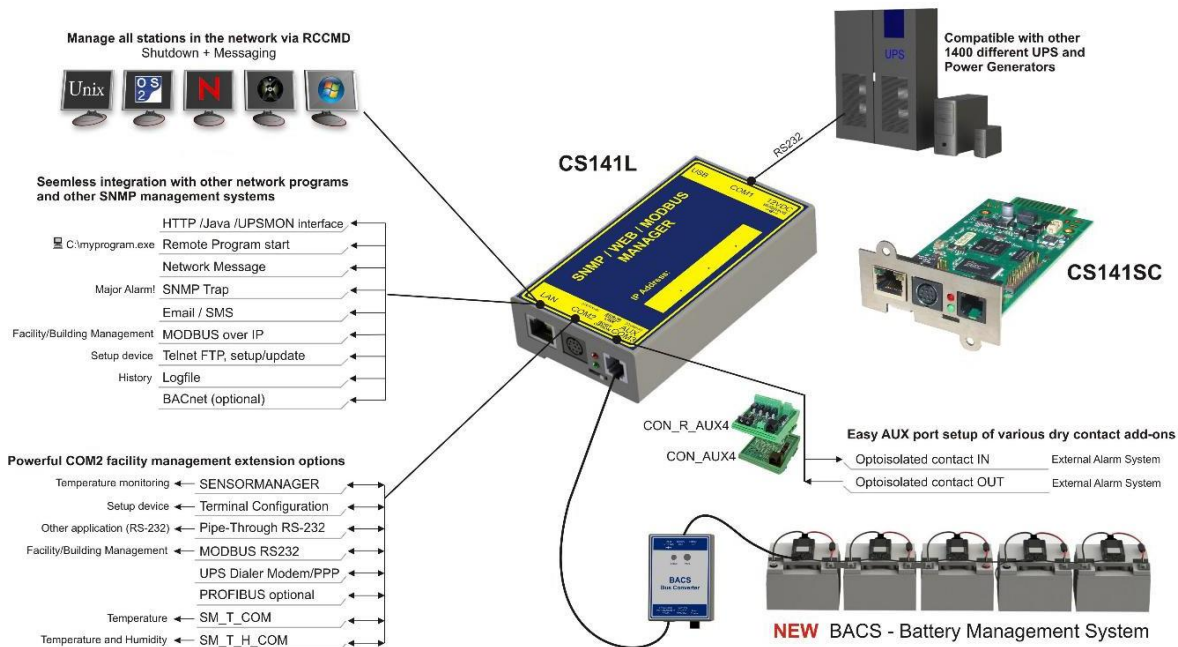 Manage all stations in the network via RCCMD
Shutdown + Messaging
Unix
OS
2
N
Seemless integration with other network programs
and other SNMP management systems
HTTP /Java /UPSMON interface
C:\myprogram.exe Remote Program start
Network Message
Major Alarm! SNMP Trap
Email / SMS
Facility/Building Management MODBUS over IP
Setup device Telnet FTP, setup/update
History Logfile
BACnet (optional)
Powerful COM2 facility management extension options
Temperature monitoring SENSORMANAGER
Setup device Terminal Configuration
Other application (RS-232) Pipe-Through RS-232
Facility/Building Management MODBUS RS232
UPS Dialer Modem/PPP
PROFIBUS optional
Temperature SM_T_COM
Temperature and Humidity SM_T_H_COM
CS141L
USB
COM1
12VDC
SNMP / WEB / MODBUS
MANAGER
IP Address:
LAN
COM2
AUX
COM3
RS232
UPS
Compatible with other
1400 different UPS and
Power Generators
CS141SC
CON_R_AUX4
CON_AUX4
Easy AUX port setup of various dry contact add-ons
Optoisolated contact IN External Alarm System
Optoisolated contact OUT External Alarm System
BACS
Bus Converter
NEW BACS - Battery Management System